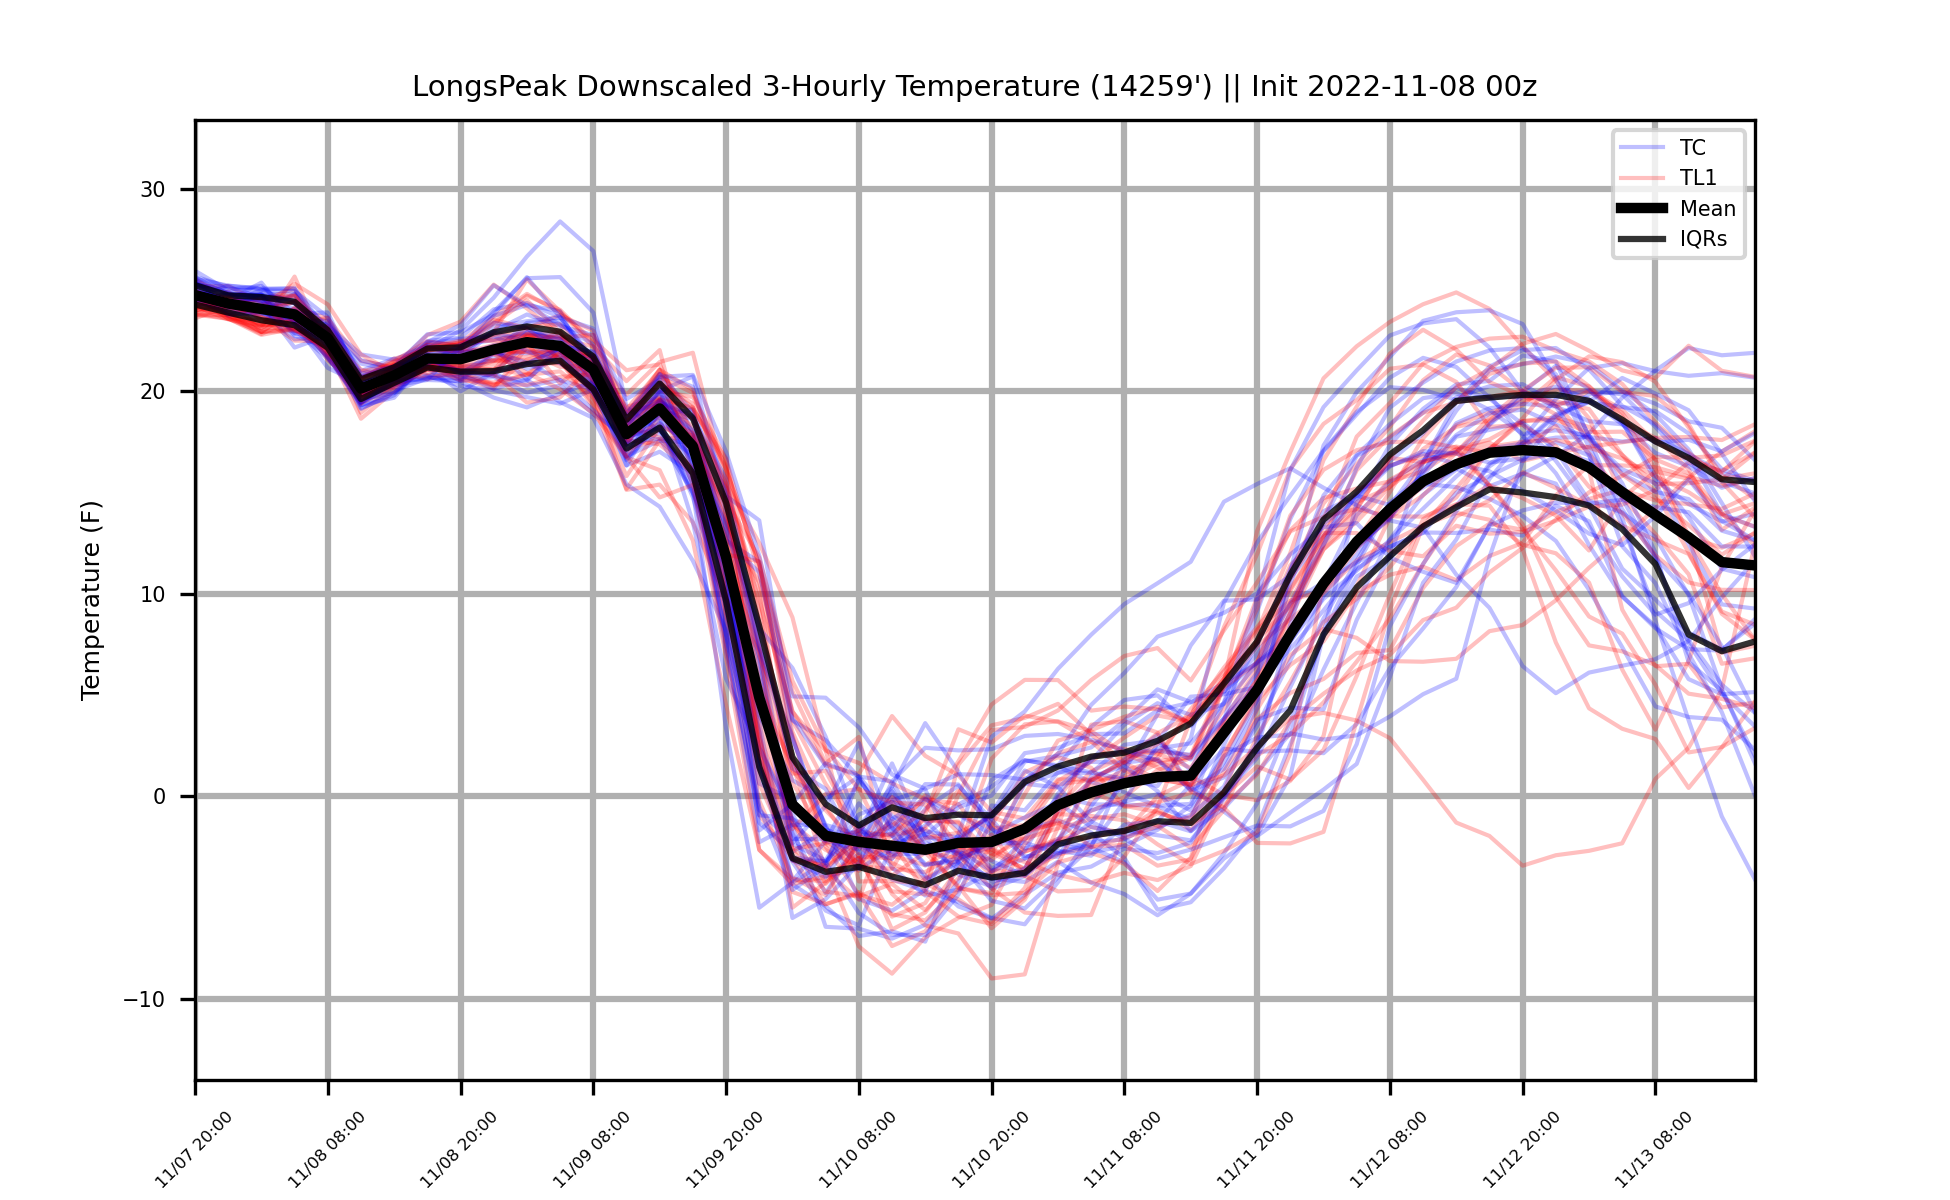 LongsPeak Downscaled 3-Hourly Temperature (14259') || Init 2022-11-08 00z
TC
TL1
Mean
IQRs
Temperature (F)
30
20
10
0
−10
11/07 20:00
11/08 08:00
11/08 20:00
11/09 08:00
11/09 20:00
11/10 08:00
11/10 20:00
11/11 08:00
11/11 20:00
11/12 08:00
11/12 20:00
11/13 08:00